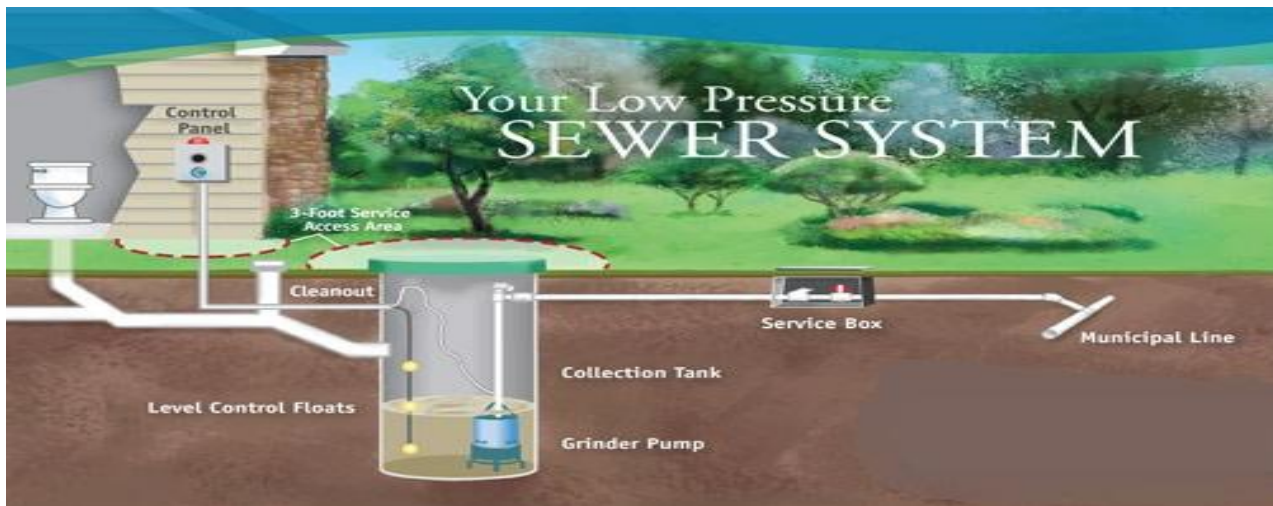 Your Low Pressure
SEWER SYSTEM
Control
Panel
3-Foot Service
Access Area
Cleanout
Service Box
Municipal Line
Collection Tank
Level Control Floats
Grinder Pump